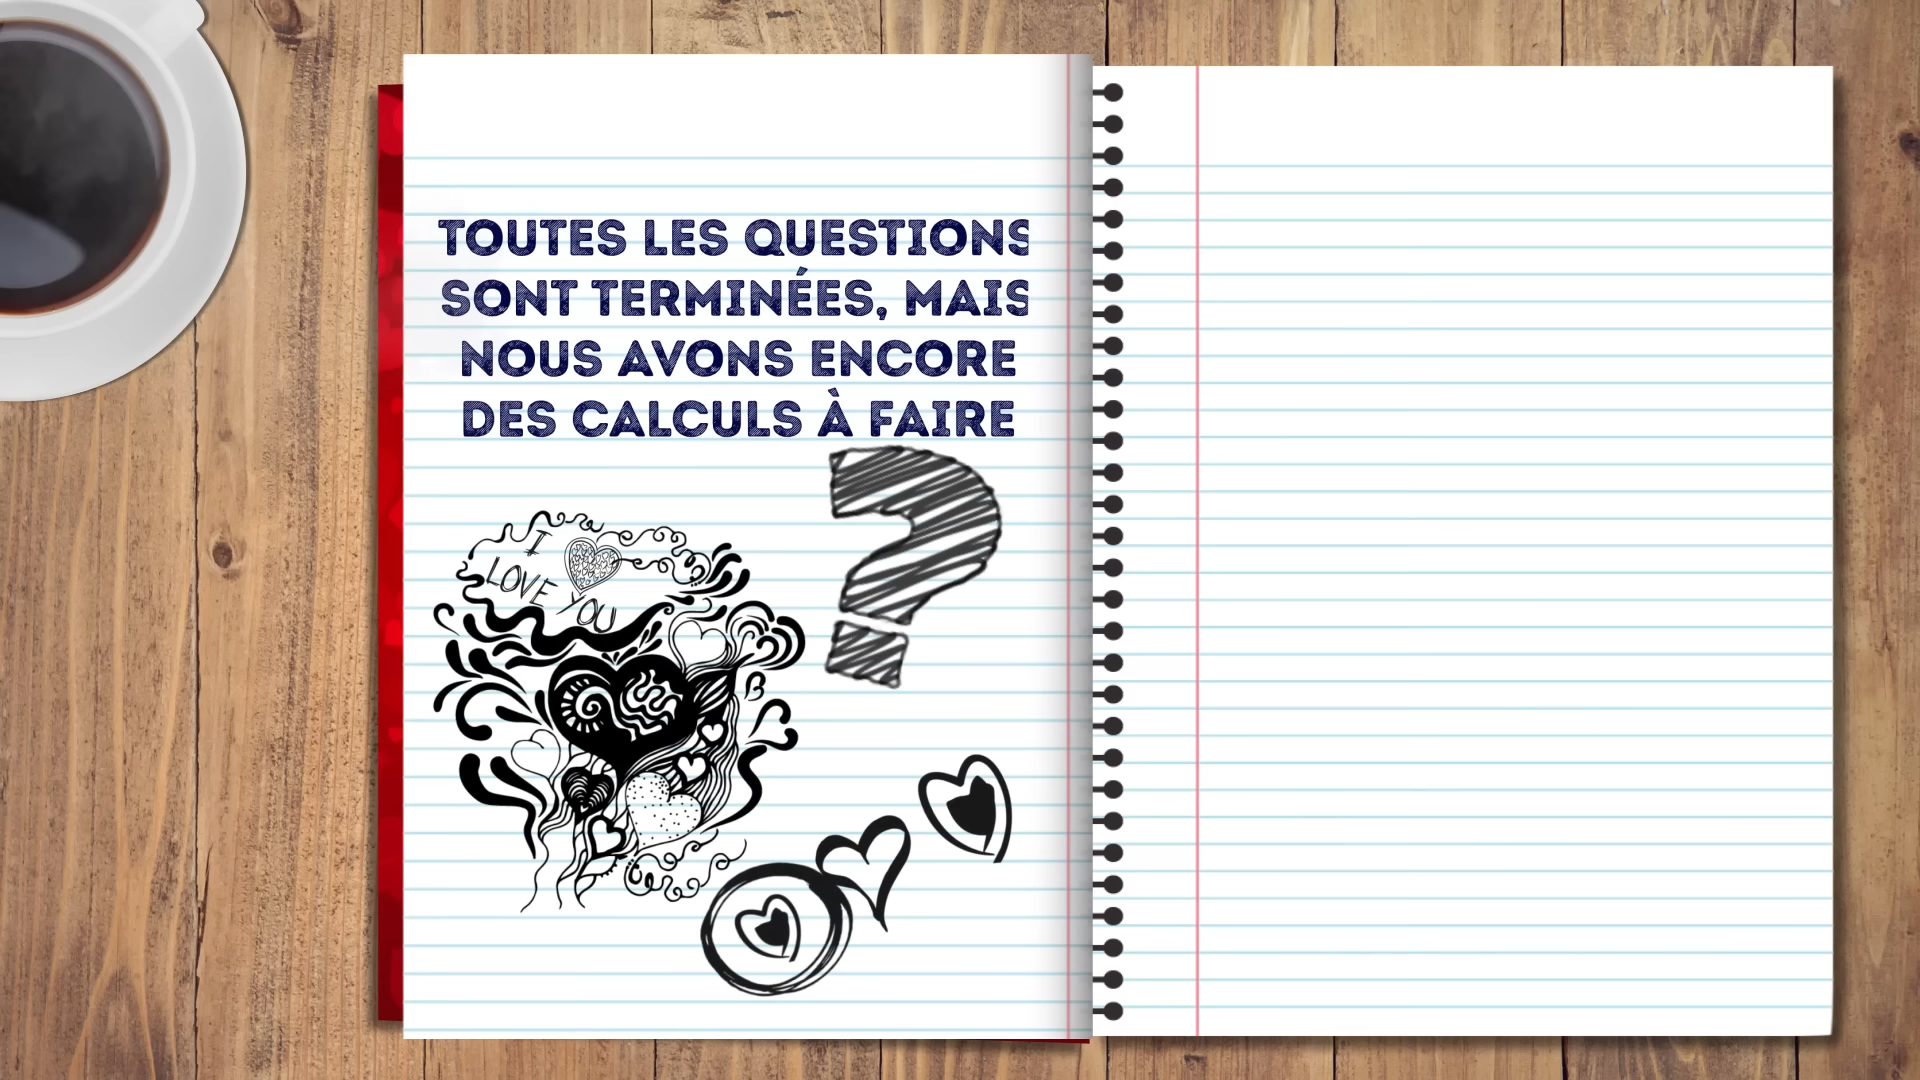 TOUTES LES QUESTIONS
SONT TERMINÉES, MAIS
NOUS AVONS ENCORE
DES CALCULS À FAIRE
I
LOVE YOU